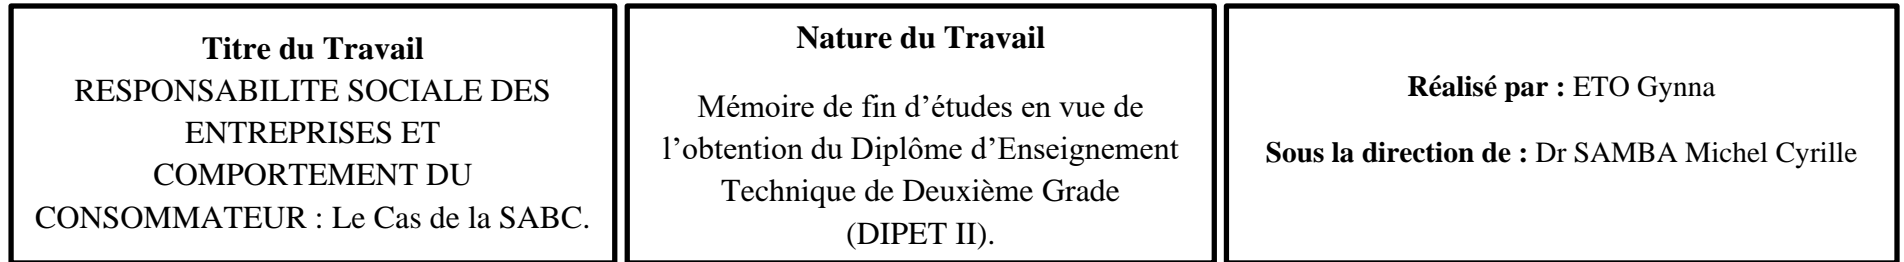 Titre du Travail
RESPONSABILITE SOCIALE DES
ENTREPRISES ET
COMPORTEMENT DU
CONSOMMATEUR : Le Cas de la SABC.
Nature du Travail
Mémoire de fin d’études en vue de
l’obtention du Diplôme d’Enseignement
Technique de Deuxième Grade
(DIPET II).
Réalisé par : ETO Gynna
Sous la direction de : Dr SAMBA Michel Cyrille